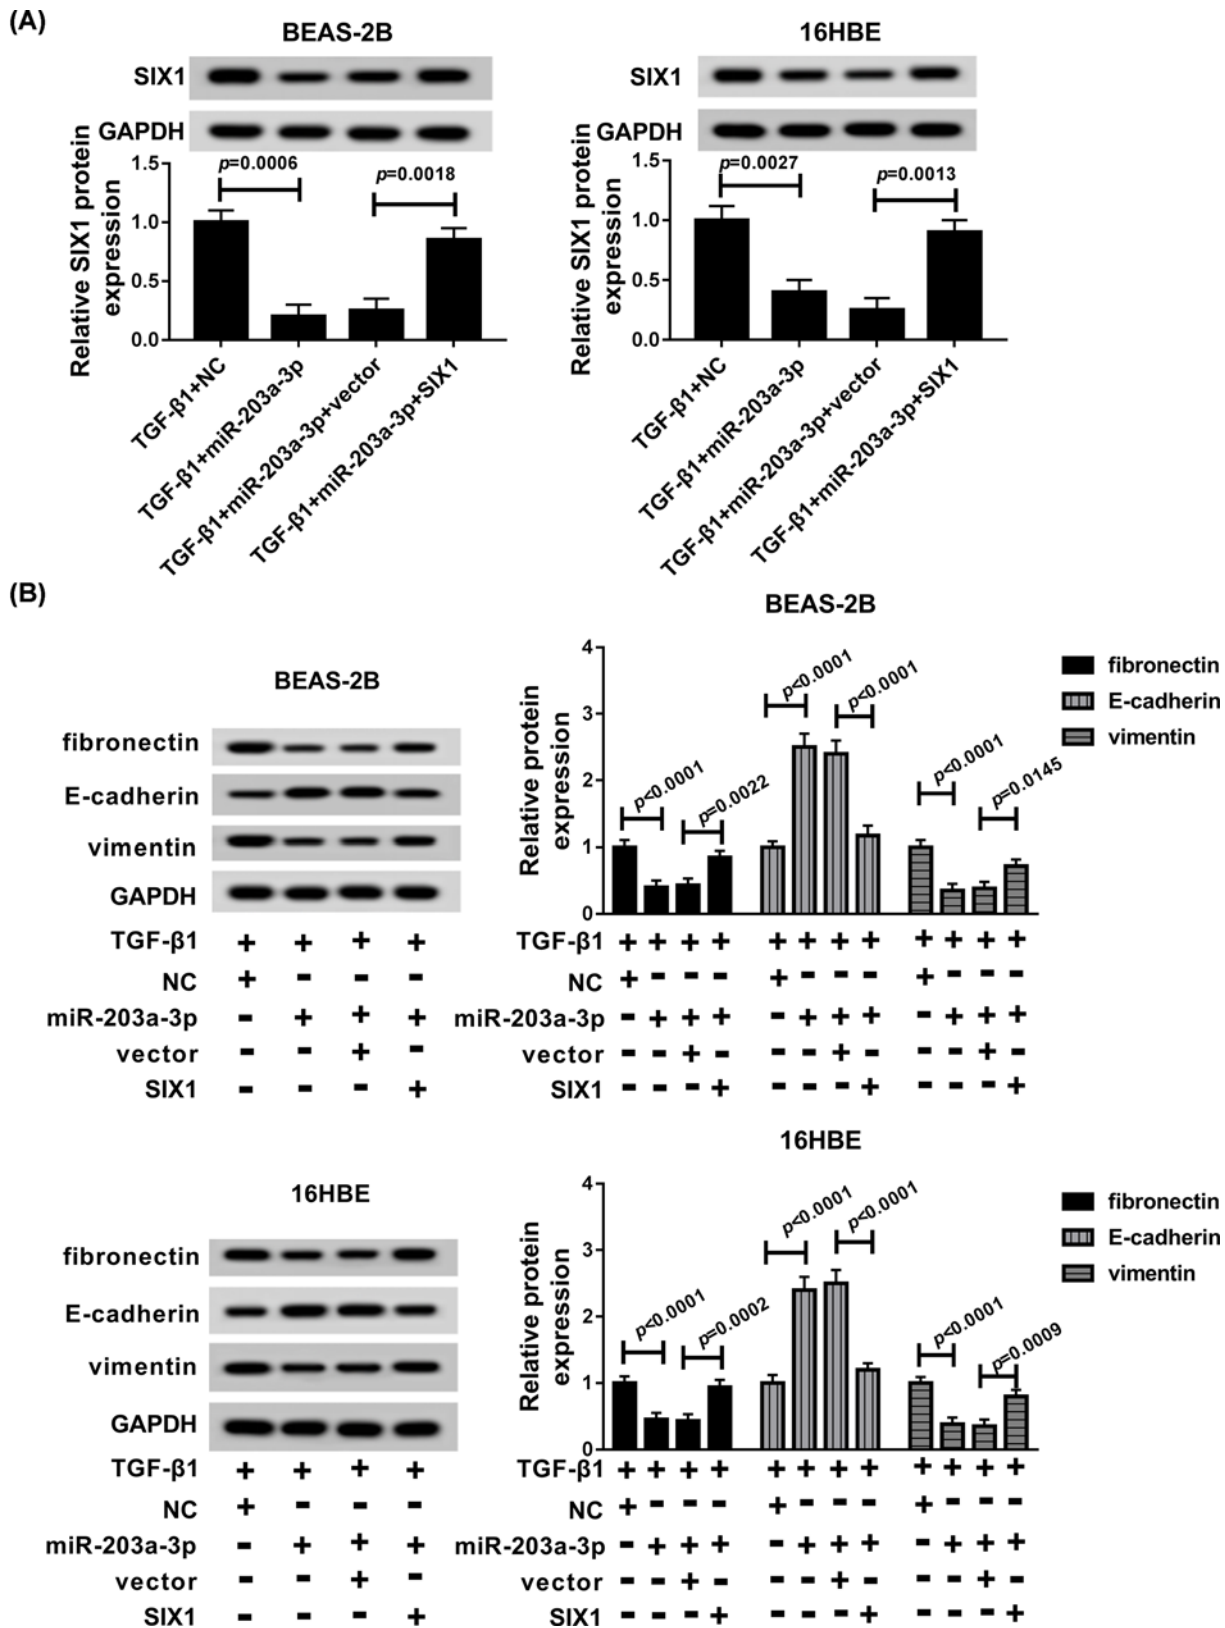 (A)
BEAS-2B
SIX1
GAPDH
Relative SIX1 protein
expression
1.5
1.0
0.5
0.0
p=0.0006
p=0.0018
TGF-β1+NC
TGF-β1+miR-203a-3p
TGF-β1+miR-203a-3p+vector
TGF-β1+miR-203a-3p+SIX1
16HBE
SIX1
GAPDH
Relative SIX1 protein
expression
1.5
1.0
0.5
0.0
p=0.0027
p=0.0013
TGF-β1+NC
TGF-β1+miR-203a-3p
TGF-β1+miR-203a-3p+vector
TGF-β1+miR-203a-3p+SIX1
(B)
BEAS-2B
fibronectin
E-cadherin
vimentin
GAPDH
TGF-β1 + + + +
NC + - - -
miR-203a-3p - + + +
vector - - + -
SIX1 - - - +
BEAS-2B
Relative protein
expression
4
3
2
1
0
p<0.0001
p=0.0022
p<0.0001
p<0.0001
p<0.0001
p=0.0145
fibronectin
E-cadherin
vimentin
TGF-β1 + + + + + + + + + + + +
NC + - - - + - - - + - - -
miR-203a-3p - + + + - + + + - + + +
vector - - + - - - + - - - + -
SIX1 - - - + - - - + - - - +
16HBE
fibronectin
E-cadherin
vimentin
GAPDH
TGF-β1 + + + +
NC + - - -
miR-203a-3p - + + +
vector - - + -
SIX1 - - - +
16HBE
Relative protein
expression
4
3
2
1
0
p<0.0001
p=0.0002
p<0.0001
p<0.0001
p<0.0001
p=0.0009
fibronectin
E-cadherin
vimentin
TGF-β1 + + + + + + + + + + + +
NC + - - - + - - - + - - -
miR-203a-3p - + + + - + + + - + + +
vector - - + - - - + - - - + -
SIX1 - - - + - - - + - - - +